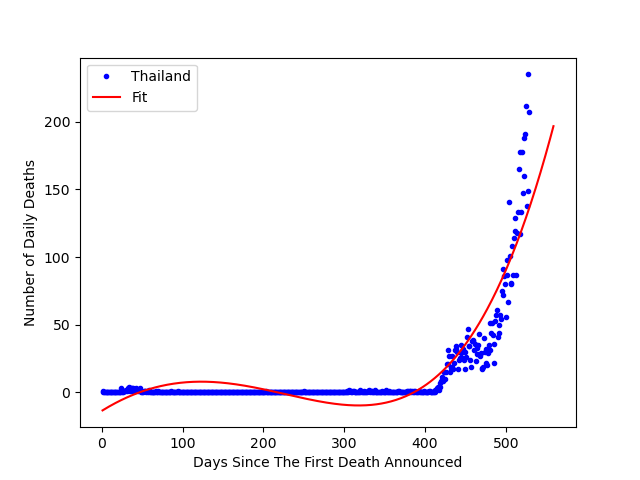 Thailand
Fit
Number of Daily Deaths
200
150
100
50
0
0 100 200 300 400 500
Days Since The First Death Announced